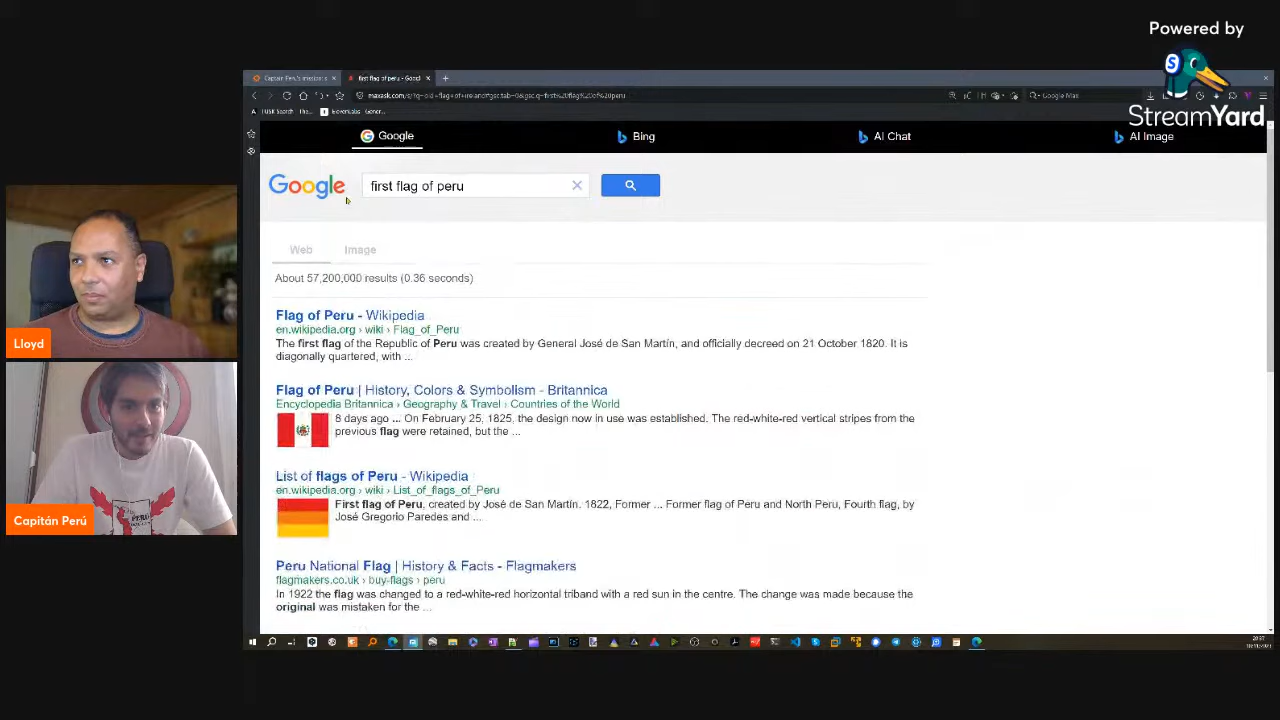 Powered by
StreamYard
first flag of peru - Googl
Google
Bing
AI Chat
AI Image
Google
first flag of peru
Web
Image
About 57,200,000 results (0.36 seconds)
Flag of Peru - Wikipedia
en.wikipedia.org › wiki › Flag_of_Peru
The first flag of the Republic of Peru was created by General José de San Martín, and officially decreed on 21 October 1820. It is
diagonally quartered, with ...
Flag of Peru | History, Colors & Symbolism - Britannica
Encyclopedia Britannica › Geography & Travel › Countries of the World
8 days ago ... On February 25, 1825, the design now in use was established. The red-white-red vertical stripes from the
previous flag were retained, but the ...
List of flags of Peru - Wikipedia
en.wikipedia.org › wiki › List_of_flags_of_Peru
First flag of Peru, created by José de San Martín. 1822, Former ... Former flag of Peru and North Peru, Fourth flag, by
José Gregorio Paredes and ...
Peru National Flag | History & Facts - Flagmakers
flagmakers.co.uk › buy-flags › peru
In 1922 the flag was changed to a red-white-red horizontal triband with a red sun in the centre. The change was made because the
original was mistaken for the ...
Lloyd
Capitán Perú